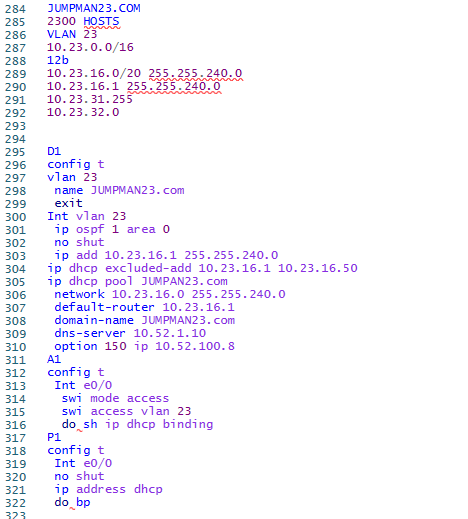 284 JUMPMAN23.COM
285 2300 HOSTS
286 VLAN 23
287 10.23.0.0/16
288 12b
289 10.23.16.0/20 255.255.240.0
290 10.23.16.1 255.255.240.0
291 10.23.31.255
292 10.23.32.0
293
294
295 D1
296 config t
297 vlan 23
298 name JUMPMAN23.com
299 exit
300 Int vlan 23
301 ip ospf 1 area 0
302 no shut
303 ip add 10.23.16.1 255.255.240.0
304 ip dhcp excluded-add 10.23.16.1 10.23.16.50
305 ip dhcp pool JUMPAN23.com
306 network 10.23.16.0 255.255.240.0
307 default-router 10.23.16.1
308 domain-name JUMPMAN23.com
309 dns-server 10.52.1.10
310 option 150 ip 10.52.100.8
311 A1
312 config t
313 Int e0/0
314 swi mode access
315 swi access vlan 23
316 do sh ip dhcp binding
317 P1
318 config t
319 Int e0/0
320 no shut
321 ip address dhcp
322 do bp
323